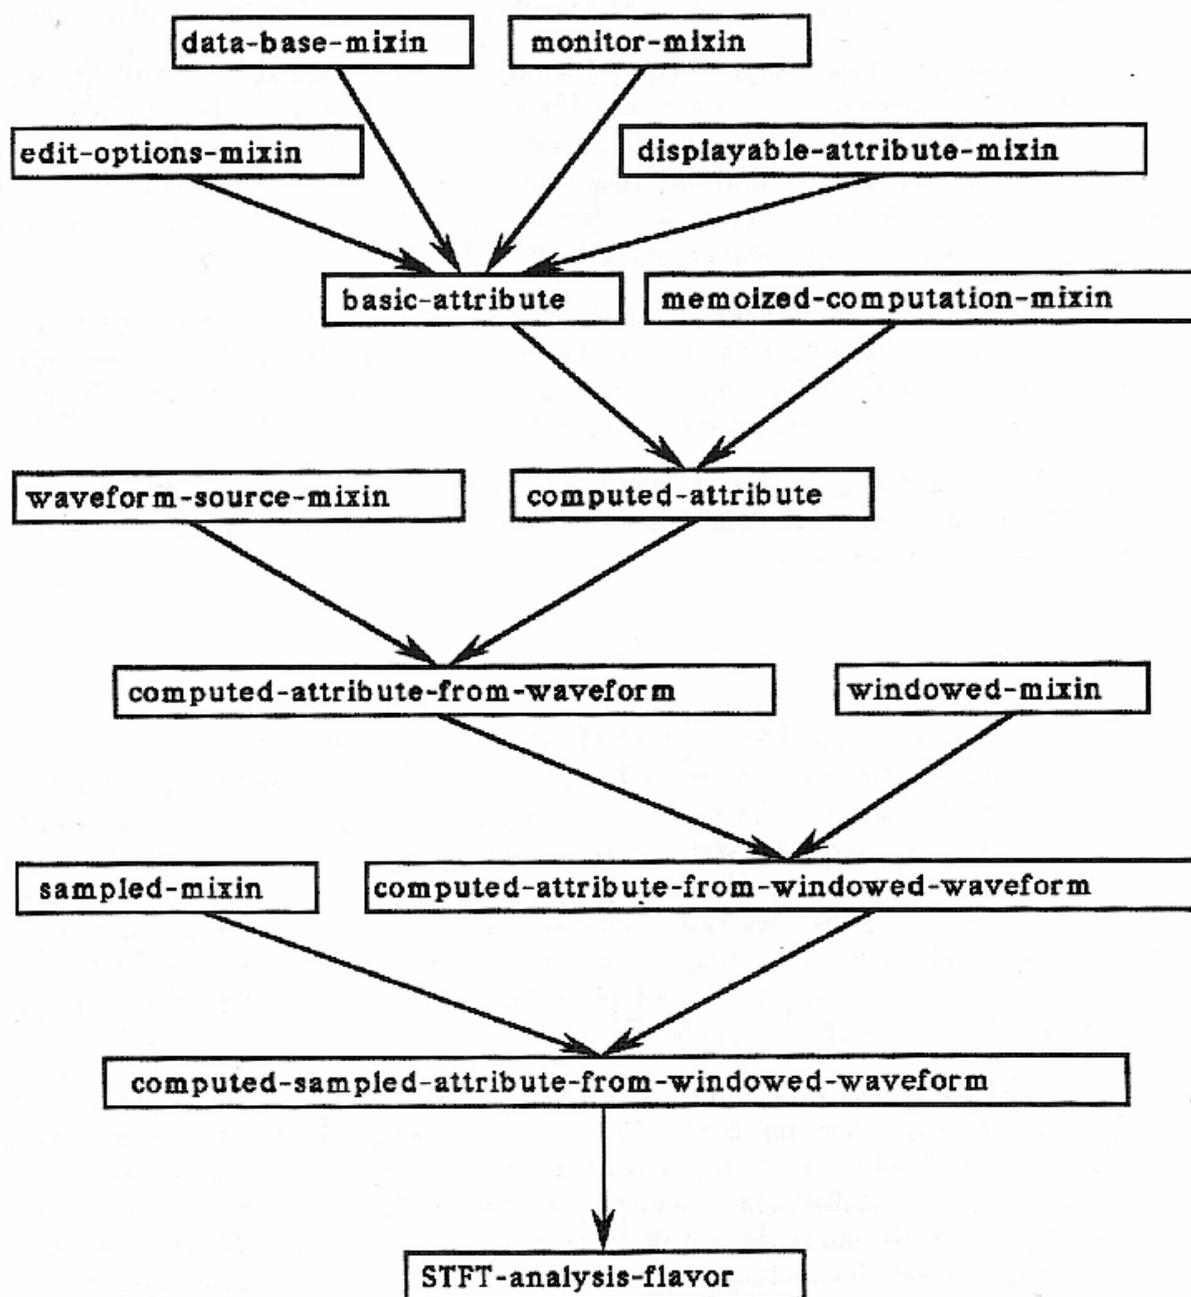 data-base-mixin
monitor-mixin
edit-options-mixin
displayable-attribute-mixin
basic-attribute
memoized-computation-mixin
waveform-source-mixin
computed-attribute
computed-attribute-from-waveform
windowed-mixin
sampled-mixin
computed-attribute-from-windowed-waveform
computed-sampled-attribute-from-windowed-waveform
STFT-analysis-flavor